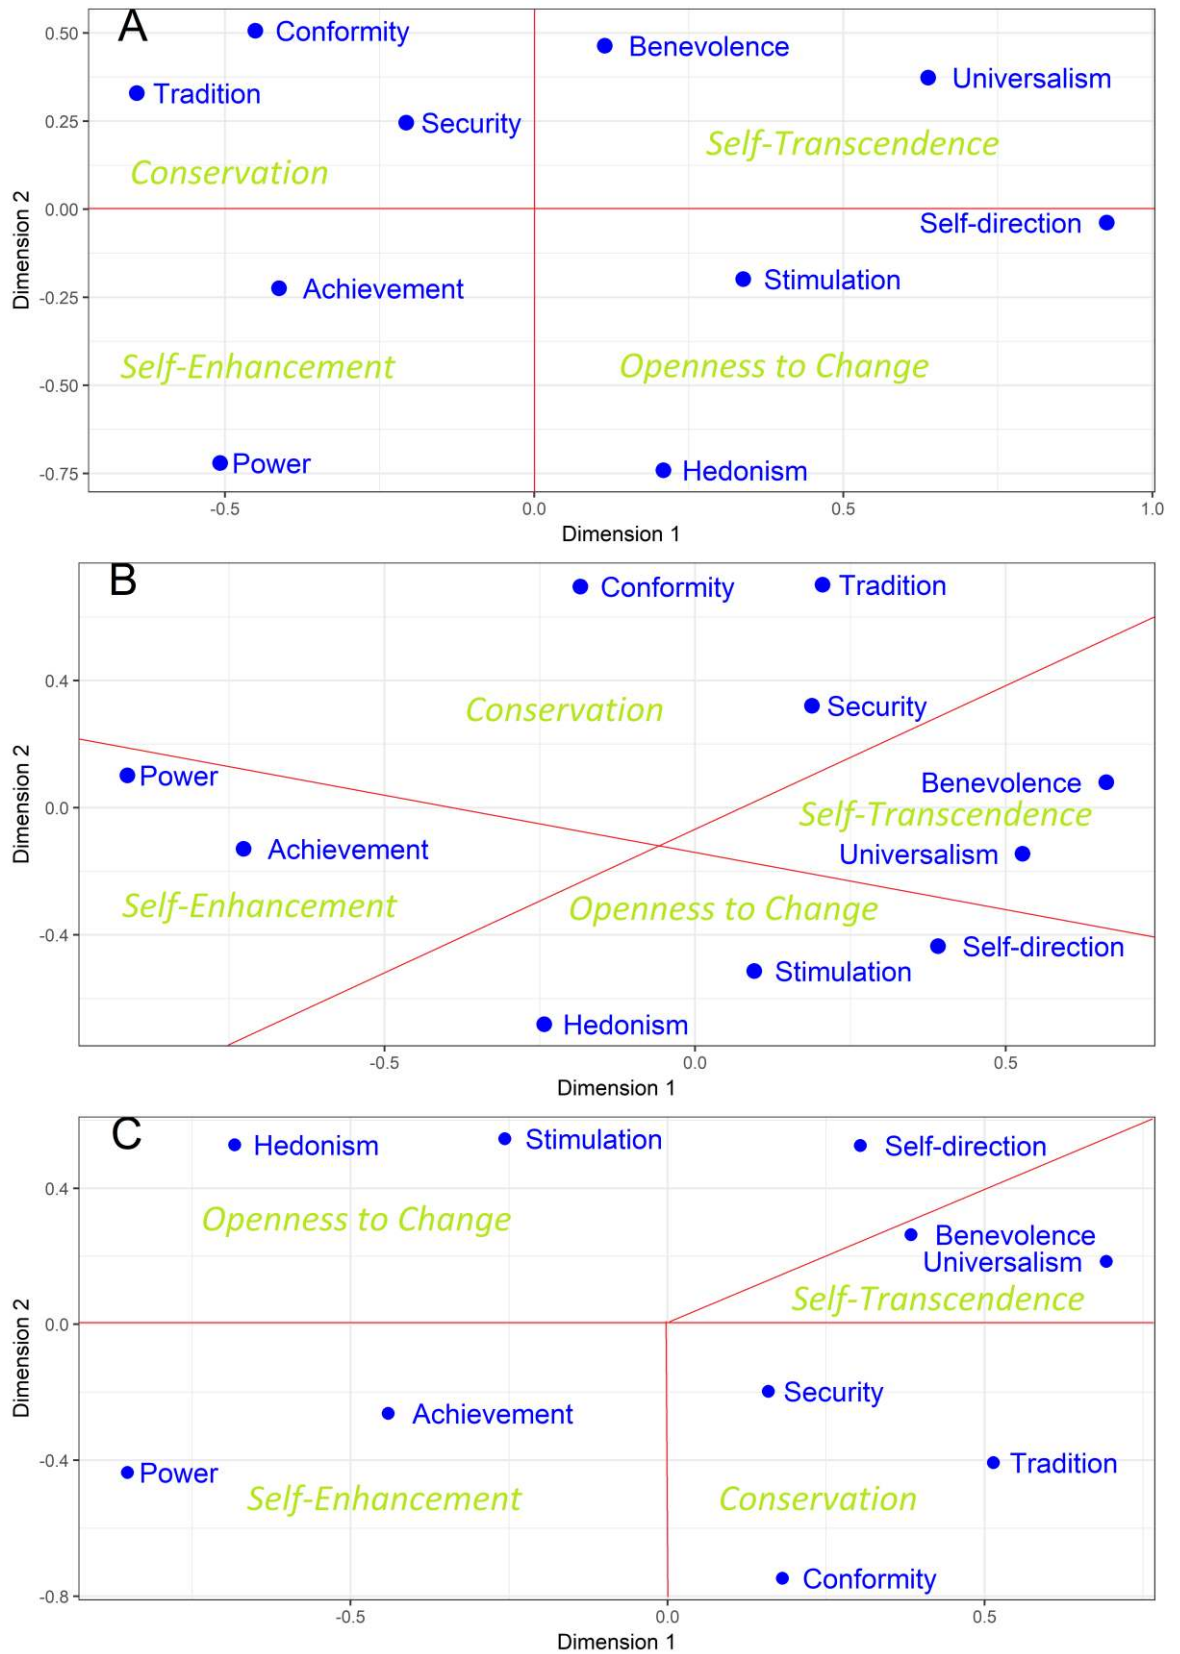 A
Conformity
Benevolence
Universalism
Tradition
Security
Self-Transcendence
Conservation
Self-direction
Stimulation
Achievement
Self-Enhancement
Openness to Change
Power
Hedonism
0.50
0.25
0.00
-0.25
-0.50
-0.75
Dimension 2
-0.5
0.0
0.5
1.0
Dimension 1
B
Conformity
Tradition
Conservation
Security
Power
Benevolence
Self-Transcendence
Achievement
Universalism
Self-Enhancement
Openness to Change
Self-direction
Stimulation
Hedonism
0.4
0.0
-0.4
Dimension 2
-0.5
0.0
0.5
Dimension 1
C
Hedonism
Stimulation
Self-direction
Openness to Change
Benevolence
Universalism
Self-Transcendence
Security
Achievement
Tradition
Power
Self-Enhancement
Conservation
Conformity
0.4
0.0
-0.4
-0.8
Dimension 2
-0.5
0.0
0.5
Dimension 1